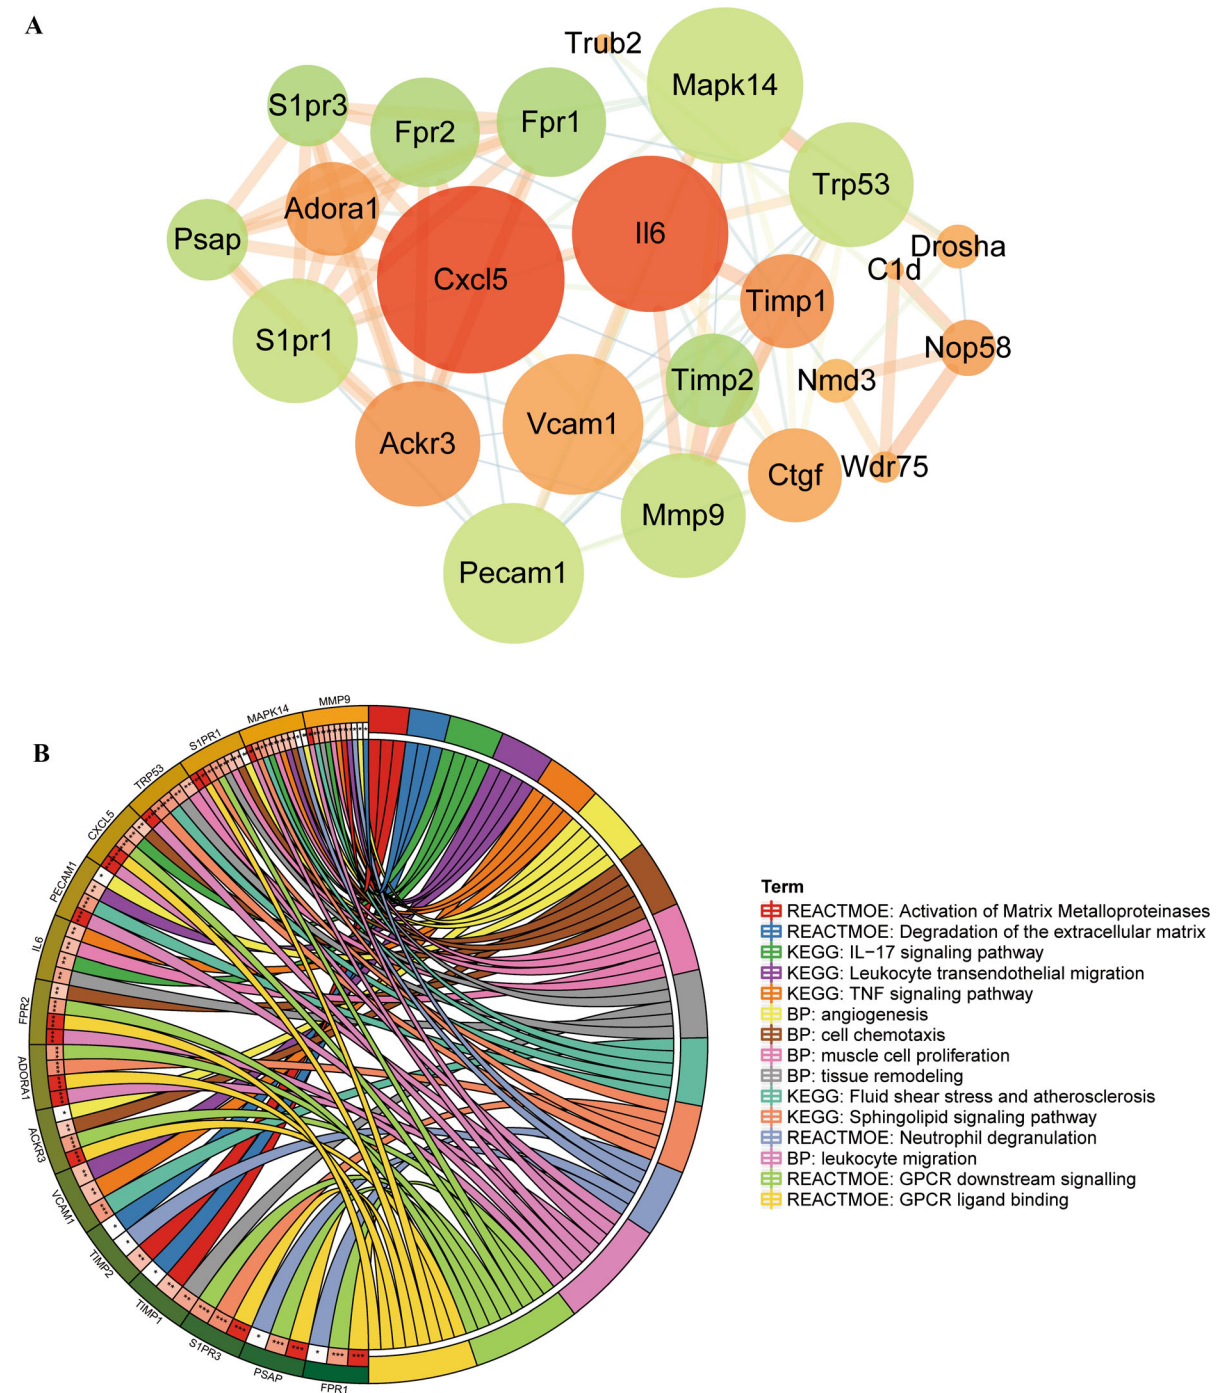 A
Trub2
Mapk14
S1pr3
Fpr2
Fpr1
Trp53
Adora1
Il6
Psap
Drosha
C1d
Cxcl5
Timp1
S1pr1
Nop58
Timp2
Nmd3
Vcam1
Ackr3
Wdr75
Ctgf
Mmp9
Pecam1
B
MMP9
MAPK14
S1PR1
TRP53
CXCL5
PECAM1
IL6
FPR2
ADORA1
ACKR3
VCAM1
TIMP2
TIMP1
S1PR3
PSAP
FPR1
Term
REACTMOE: Activation of Matrix Metalloproteinases
REACTMOE: Degradation of the extracellular matrix
KEGG: IL−17 signaling pathway
KEGG: Leukocyte transendothelial migration
KEGG: TNF signaling pathway
BP: angiogenesis
BP: cell chemotaxis
BP: muscle cell proliferation
BP: tissue remodeling
KEGG: Fluid shear stress and atherosclerosis
KEGG: Sphingolipid signaling pathway
REACTMOE: Neutrophil degranulation
BP: leukocyte migration
REACTMOE: GPCR downstream signalling
REACTMOE: GPCR ligand binding